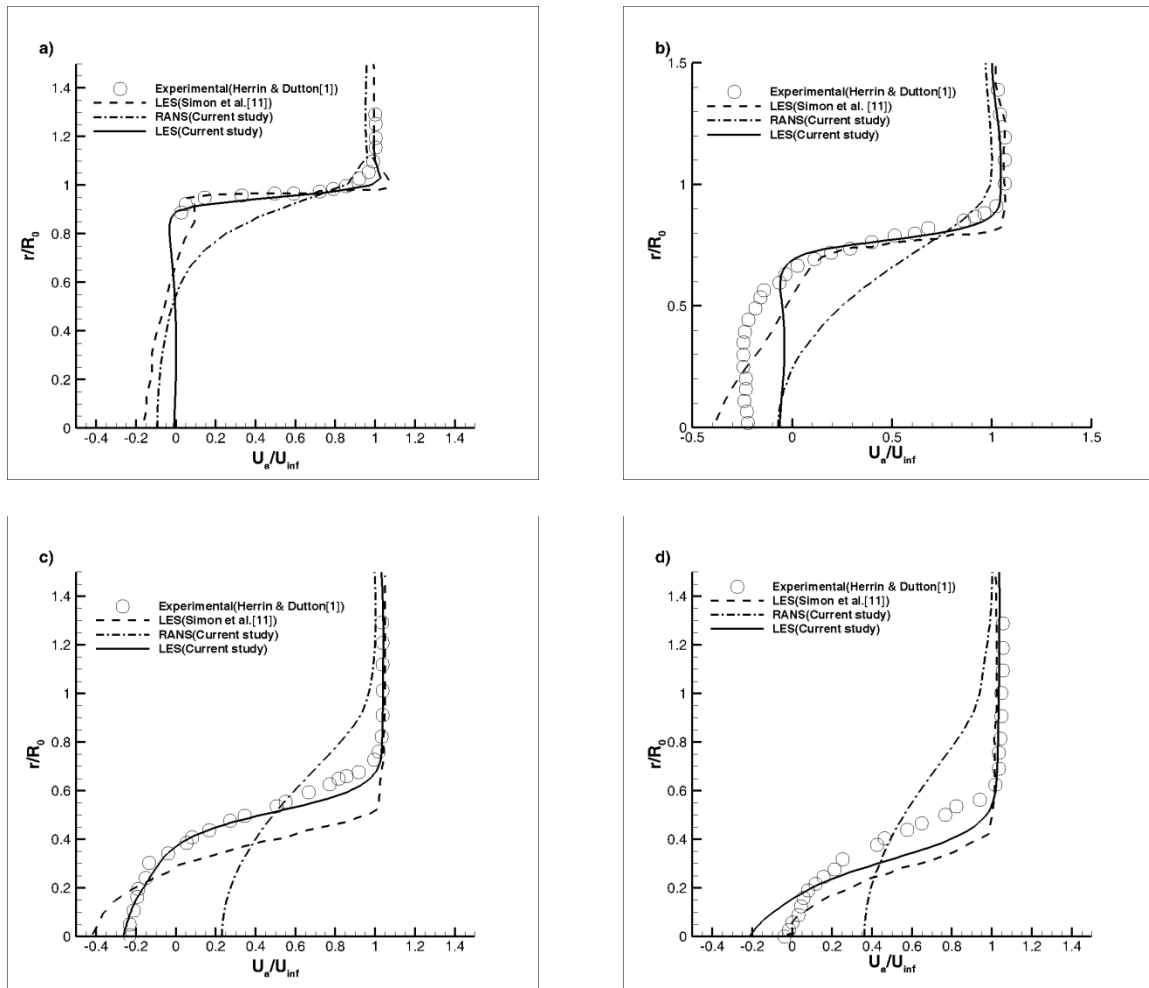 a)
Experimental(Herrin & Dutton[1])
LES(Simon et al.[11])
RANS(Current study)
LES(Current study)
r/R0
1.4
1.2
1
0.8
0.6
0.4
0.2
0
-0.4 -0.2 0 0.2 0.4 0.6 0.8 1 1.2 1.4
Ua/Uinf
b)
Experimental(Herrin & Dutton[1])
LES(Simon et al. [11])
RANS(Current study)
LES(Current study)
r/R0
1.5
1
0.5
0
-0.5 0 0.5 1 1.5
Ua/Uinf
c)
Experimental(Herrin & Dutton[1])
LES(Simon et al.[11])
RANS(Current study)
LES(Current study)
r/R0
1.4
1.2
1
0.8
0.6
0.4
0.2
0
-0.4 -0.2 0 0.2 0.4 0.6 0.8 1 1.2 1.4
Ua/Uinf
d)
Experimental(Herrin & Dutton[1])
LES(Simon et al.[11])
RANS(Current study)
LES(Current study)
r/R0
1.4
1.2
1
0.8
0.6
0.4
0.2
0
-0.4 -0.2 0 0.2 0.4 0.6 0.8 1 1.2 1.4
Ua/Uinf